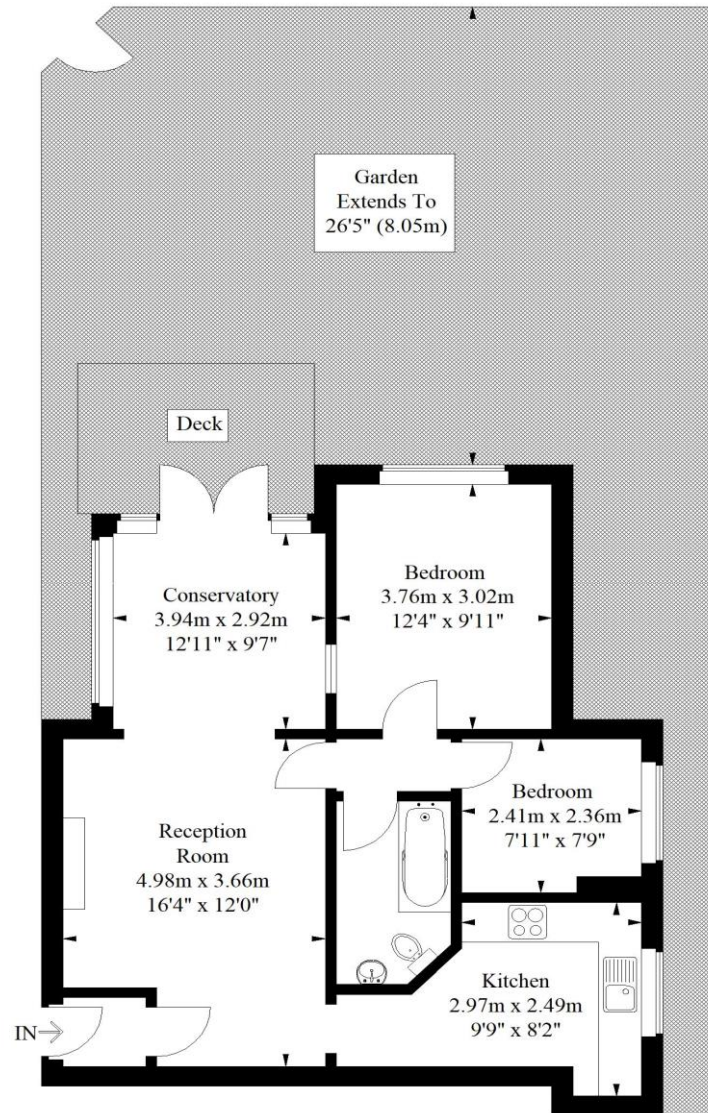 Garden
Extends To
26'5" (8.05m)
Deck
Conservatory
3.94m x 2.92m
12'11" x 9'7"
Bedroom
3.76m x 3.02m
12'4" x 9'11"
Bedroom
2.41m x 2.36m
7'11" x 7'9"
Reception
Room
4.98m x 3.66m
16'4" x 12'0"
Kitchen
2.97m x 2.49m
9'9" x 8'2"
IN